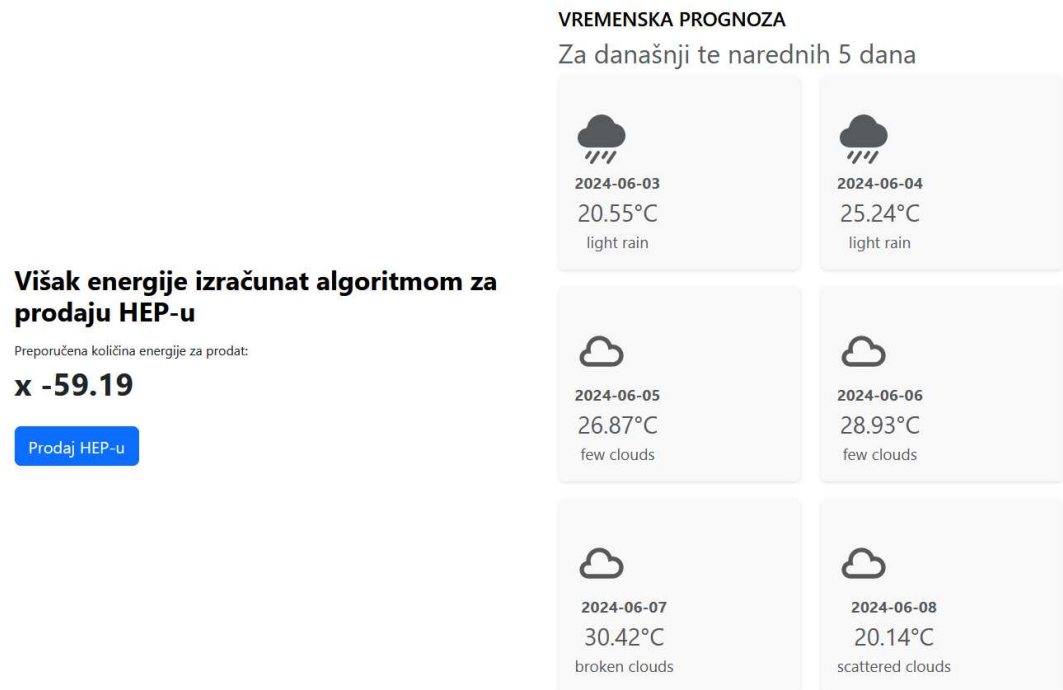 Višak energije izračunat algoritmom za
prodaju HEP-u
Preporučena količina energije za prodat:
x -59.19
Prodaj HEP-u
VREMENSKA PROGNOZA
Za današnji te narednih 5 dana
2024-06-03
20.55°C
light rain
2024-06-04
25.24°C
light rain
2024-06-05
26.87°C
few clouds
2024-06-06
28.93°C
few clouds
2024-06-07
30.42°C
broken clouds
2024-06-08
20.14°C
scattered clouds